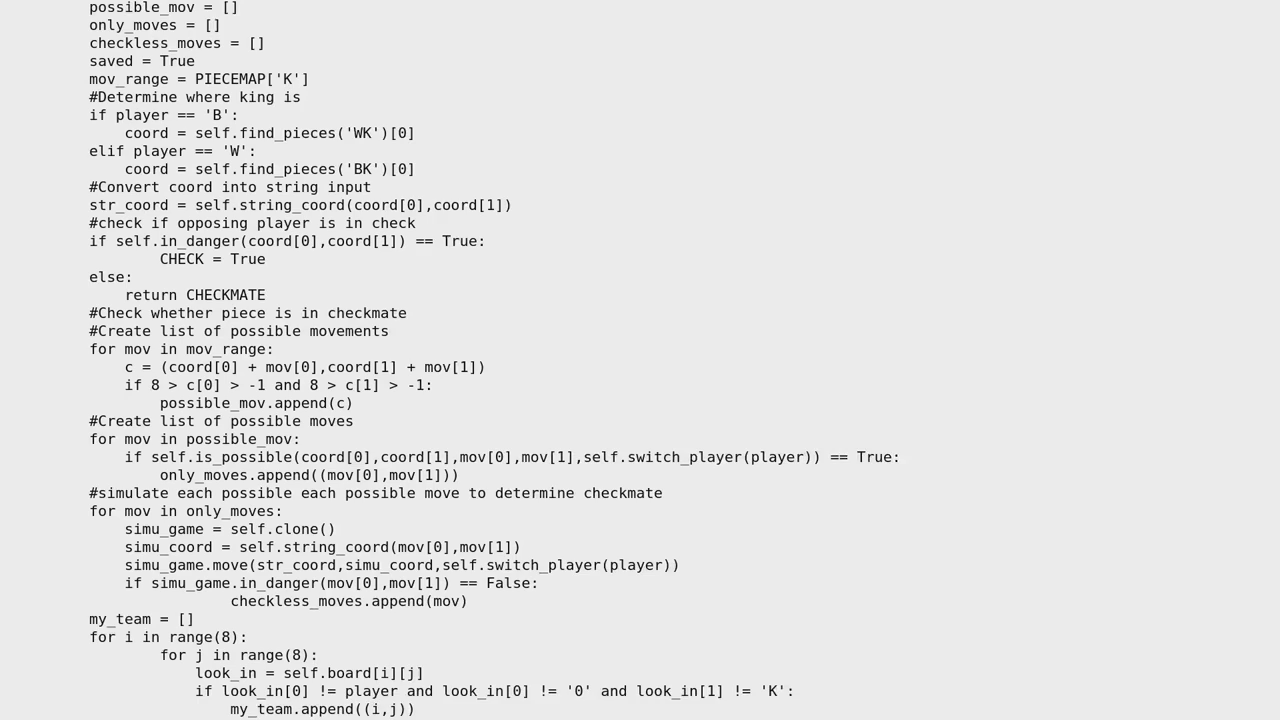 possible_mov = []
only_moves = []
checkless_moves = []
saved = True
mov_range = PIECEMAP['K']
#Determine where king is
if player == 'B':
    coord = self.find_pieces('WK')[0]
elif player == 'W':
    coord = self.find_pieces('BK')[0]
#Convert coord into string input
str_coord = self.string_coord(coord[0],coord[1])
#check if opposing player is in check
if self.in_danger(coord[0],coord[1]) == True:
        CHECK = True
else:
    return CHECKMATE
#Check whether piece is in checkmate
#Create list of possible movements
for mov in mov_range:
    c = (coord[0] + mov[0],coord[1] + mov[1])
    if 8 > c[0] > -1 and 8 > c[1] > -1:
        possible_mov.append(c)
#Create list of possible moves
for mov in possible_mov:
    if self.is_possible(coord[0],coord[1],mov[0],mov[1],self.switch_player(player)) == True:
        only_moves.append((mov[0],mov[1]))
#simulate each possible each possible move to determine checkmate
for mov in only_moves:
    simu_game = self.clone()
    simu_coord = self.string_coord(mov[0],mov[1])
    simu_game.move(str_coord,simu_coord,self.switch_player(player))
    if simu_game.in_danger(mov[0],mov[1]) == False:
                checkless_moves.append(mov)
my_team = []
for i in range(8):
        for j in range(8):
            look_in = self.board[i][j]
            if look_in[0] != player and look_in[0] != '0' and look_in[1] != 'K':
                my_team.append((i,j))